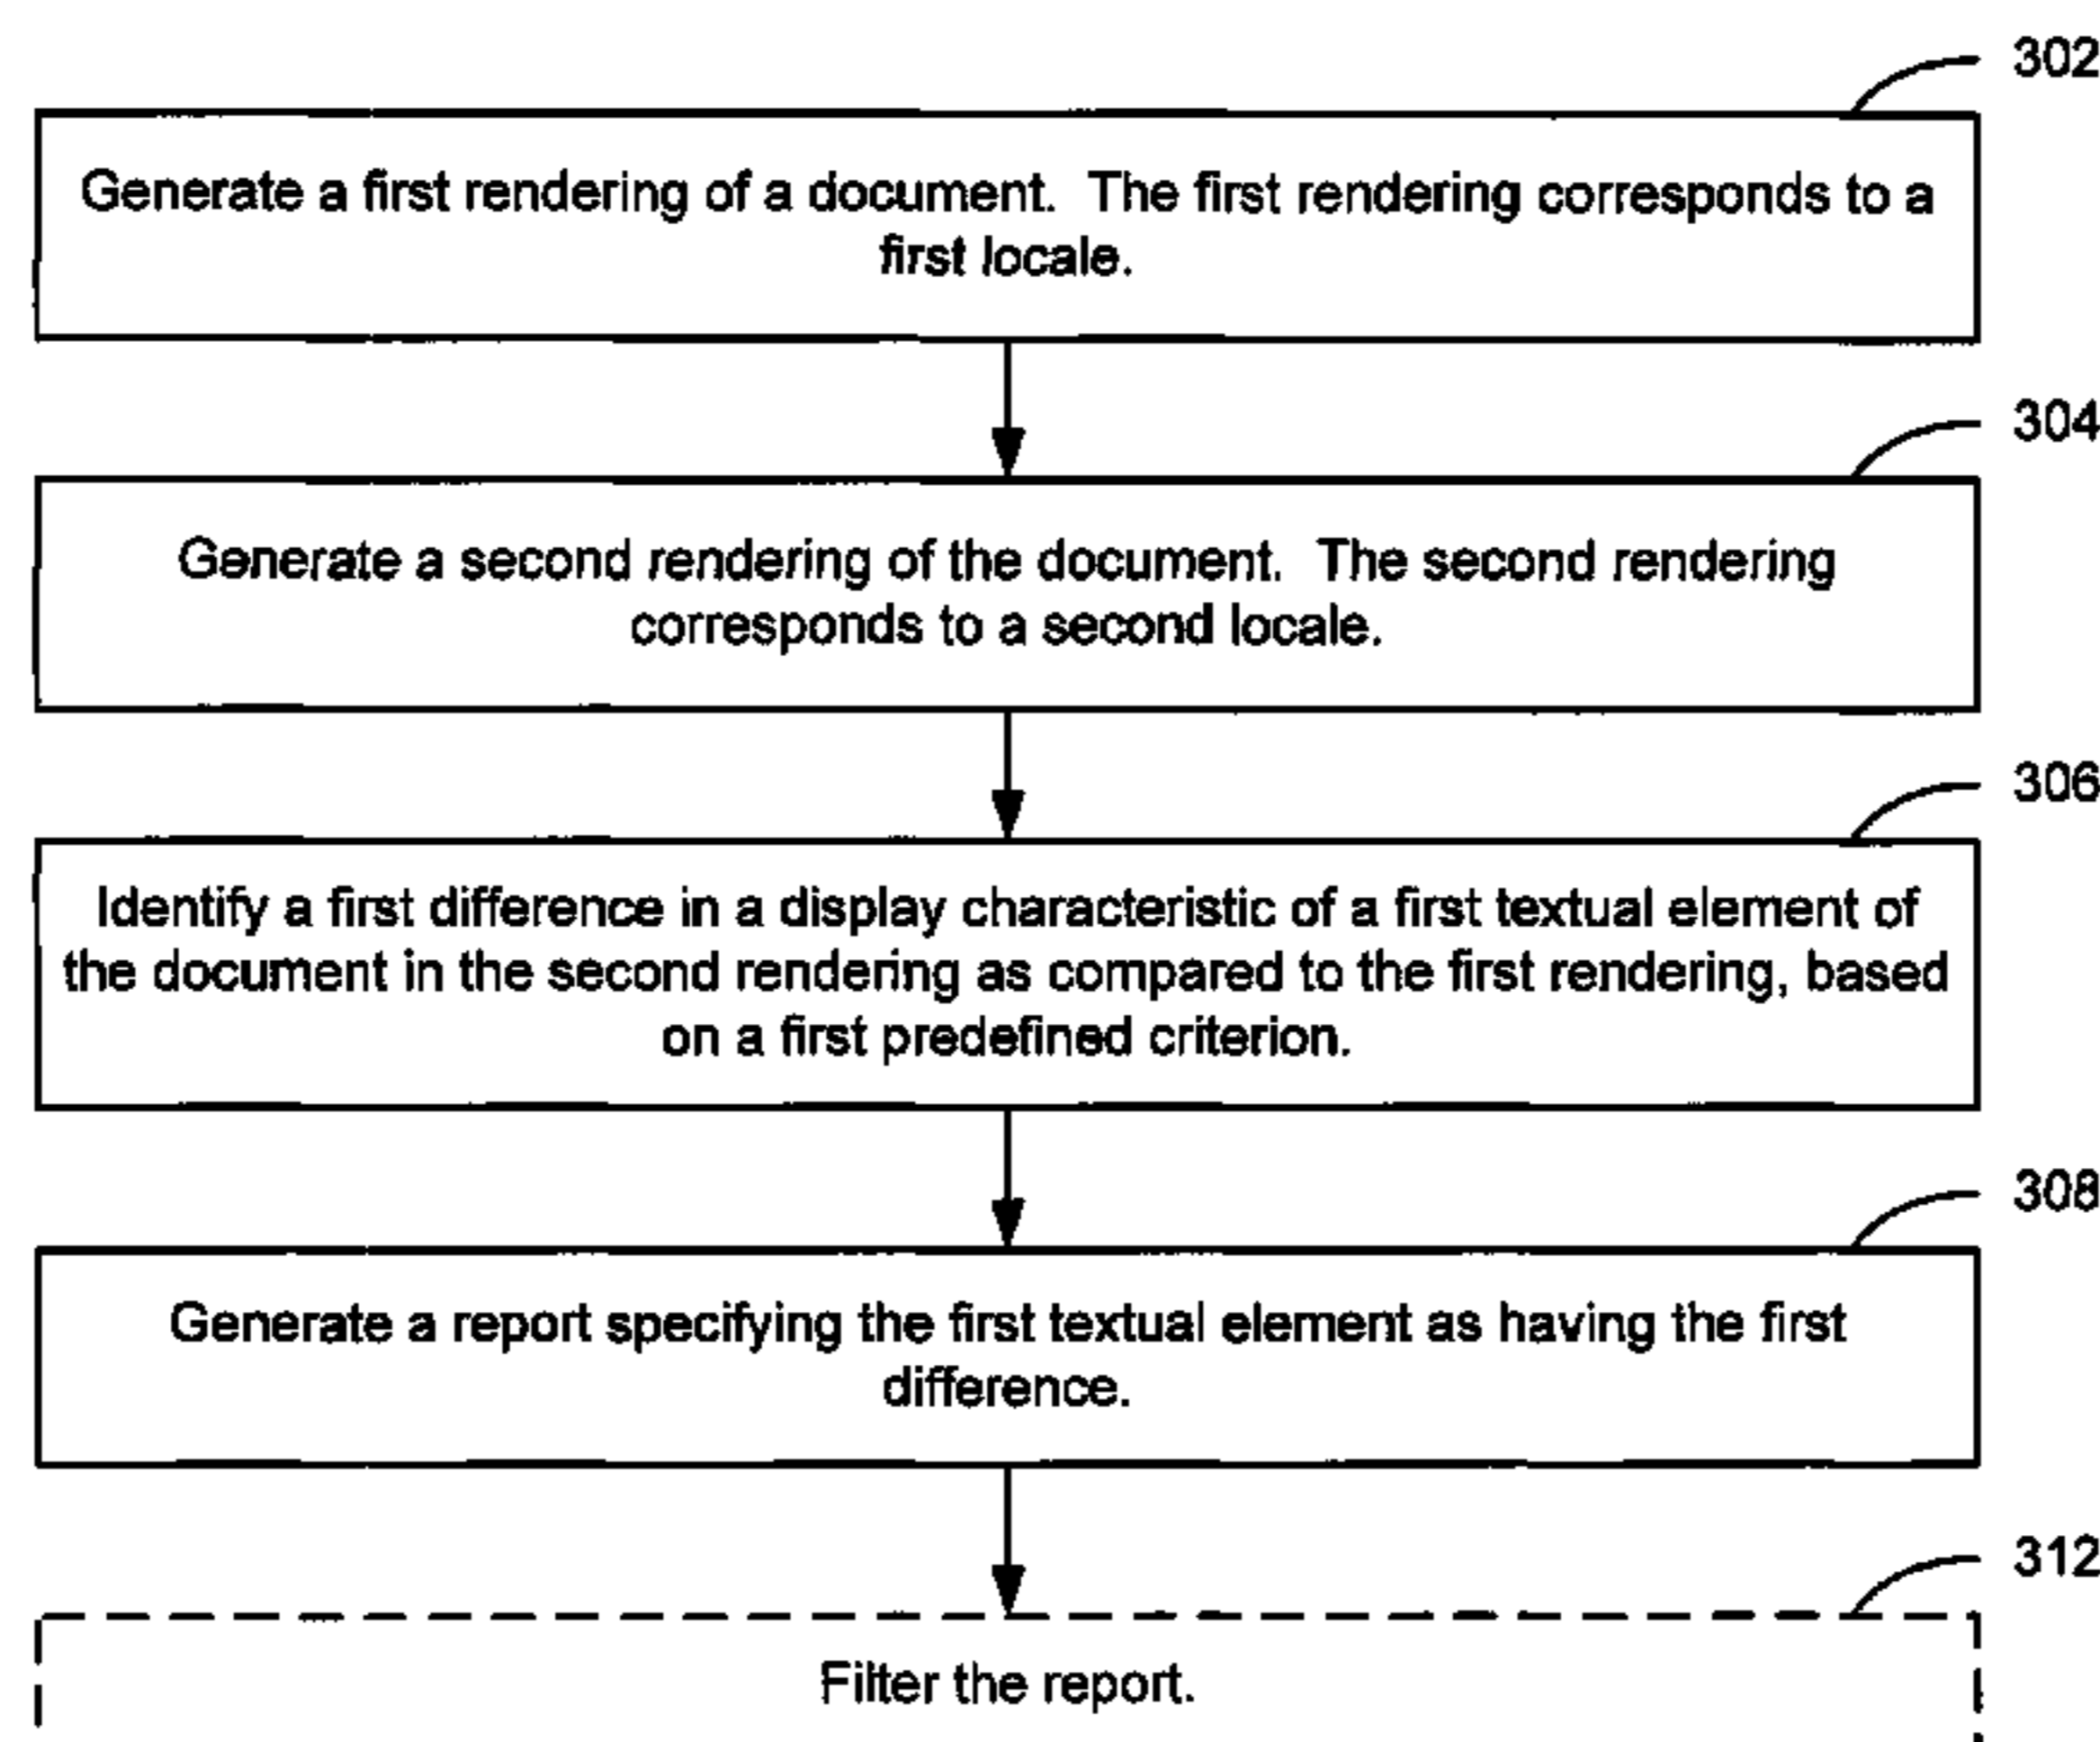 302
Generate a first rendering of a document. The first rendering corresponds to a
first locale.
304
Generate a second rendering of the document. The second rendering
corresponds to a second locale.
306
Identify a first difference in a display characteristic of a first textual element of
the document in the second rendering as compared to the first rendering, based
on a first predefined criterion.
308
Generate a report specifying the first textual element as having the first
difference.
312
Filter the report.